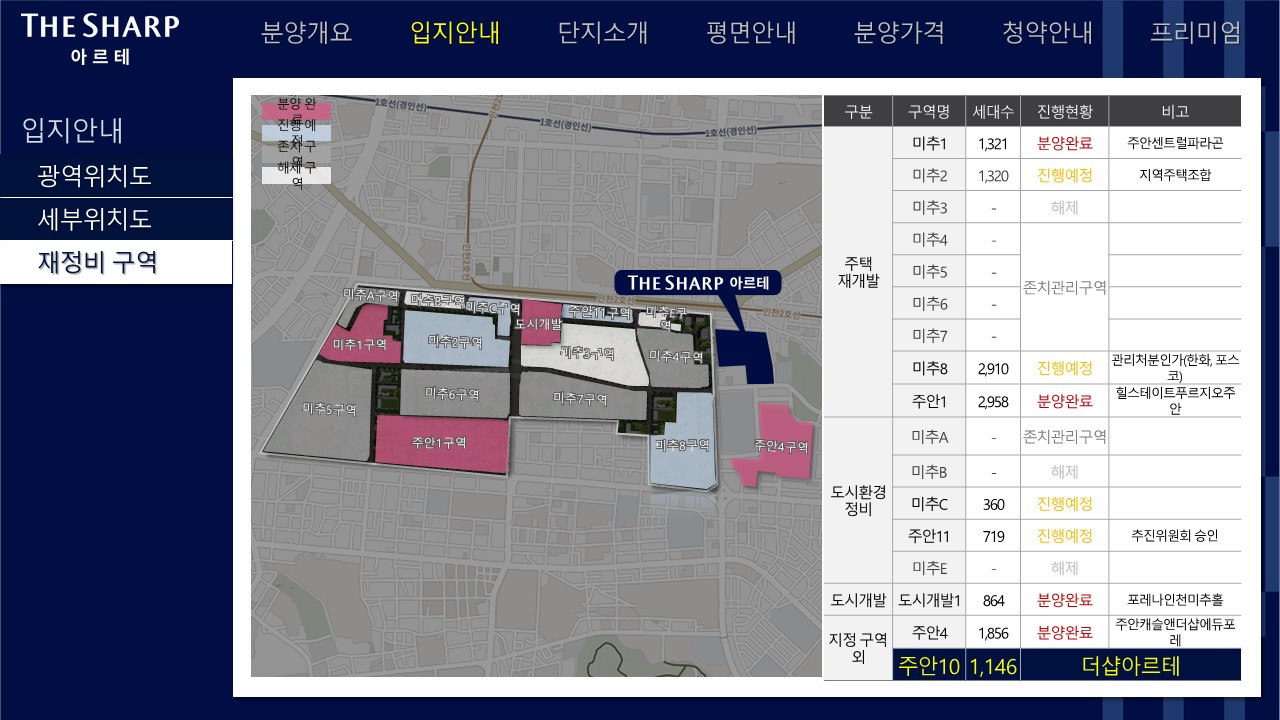 THE SHARP
아르테
분양개요 입지안내 단지소개 평면안내 분양가격 청약안내 프리미엄
입지안내
광역위치도
세부위치도
재정비 구역
분양 완료
진행 예정
존치 구역
해제 구역
1호선(경인선)
1호선(경인선)
1호선(경인선)
인천2호선
인천2호선
인천2호선
THE SHARP 아르테
미추A구역
미추B구역
미추C구역
도시개발
주안11구역
미추E구역
미추1구역
미추2구역
미추3구역
미추4구역
미추5구역
미추6구역
미추7구역
주안1구역
미추8구역
주안4구역
구분 구역명 세대수 진행현황 비고
주택
재개발
미추1 1,321 분양완료 주안센트럴파라곤
미추2 1,320 진행예정 지역주택조합
미추3 - 해제
미추4 -
미추5 -
존치관리구역
미추6 -
미추7 -
미추8 2,910 진행예정 관리처분인가(한화, 포스
코)
주안1 2,958 분양완료 힐스테이트푸르지오주
안
도시환경
정비
미추A - 존치관리구역
미추B - 해제
미추C 360 진행예정
주안11 719 진행예정 추진위원회 승인
미추E - 해제
도시개발 도시개발1 864 분양완료 포레나인천미추홀
지정 구역
외
주안4 1,856 분양완료 주안캐슬앤더샵에듀포
레
주안10 1,146 더샵아르테